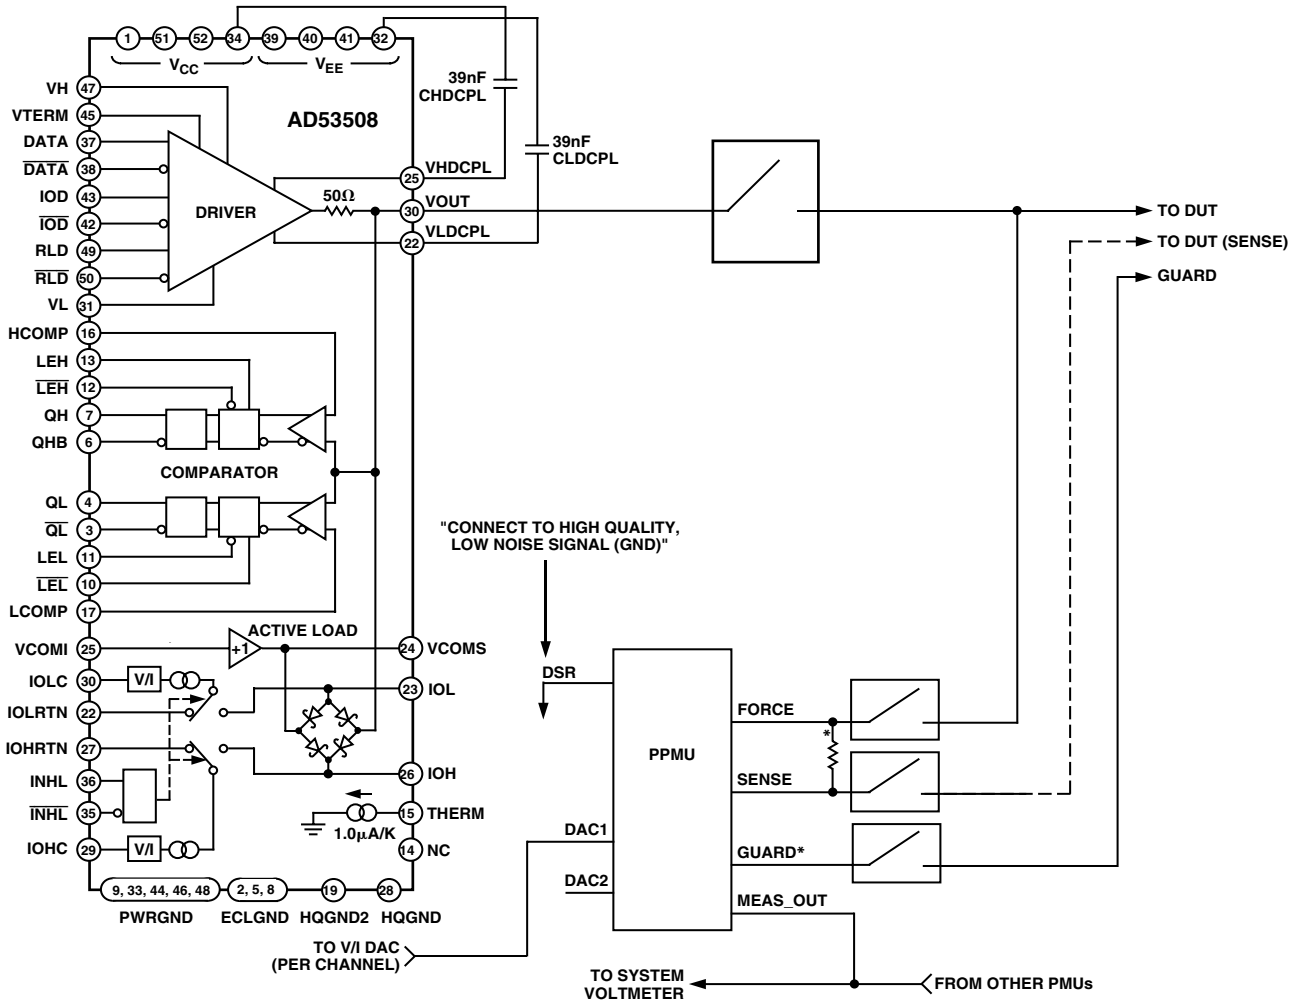 1 51 52 34 39 40 41 32
VCC VEE
AD53508
39nF
CHDCPL
39nF
CLDCPL
VH 47
VTERM 45
DATA 37
DATA 38
IOD 43
IOD 42
RLD 49
RLD 50
VL 31
DRIVER
50Ω
25 VHDCPL
30 VOUT
22 VLDCPL
TO DUT
TO DUT (SENSE)
GUARD
HCOMP 16
LEH 13
LEH 12
QH 7
QHB 6
COMPARATOR
QL 4
QL 3
LEL 11
LEL 10
LCOMP 17
"CONNECT TO HIGH QUALITY,
LOW NOISE SIGNAL (GND)"
VCOMI 25
+1
ACTIVE LOAD
24 VCOMS
IOLC 30
V/I
23 IOL
IOLRTN 22
IOHRTN 27
26 IOH
INHL 36
INHL 35
15 THERM
1.0μA/K
IOHC 29
V/I
14 NC
9, 33, 44, 46, 48
2, 5, 8
19
28
PWRGND ECLGND HQGND2 HQGND
DSR
PPMU
FORCE
*
SENSE
GUARD*
MEAS_OUT
DAC1
DAC2
TO V/I DAC
(PER CHANNEL)
TO SYSTEM
VOLTMETER
FROM OTHER PMUs